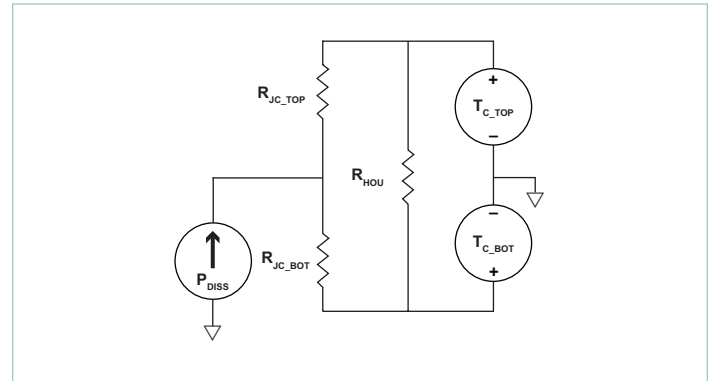 R_JC_TOP
+
T_C_TOP
–
R_HOU
–
T_C_BOT
+
R_JC_BOT
P_DISS